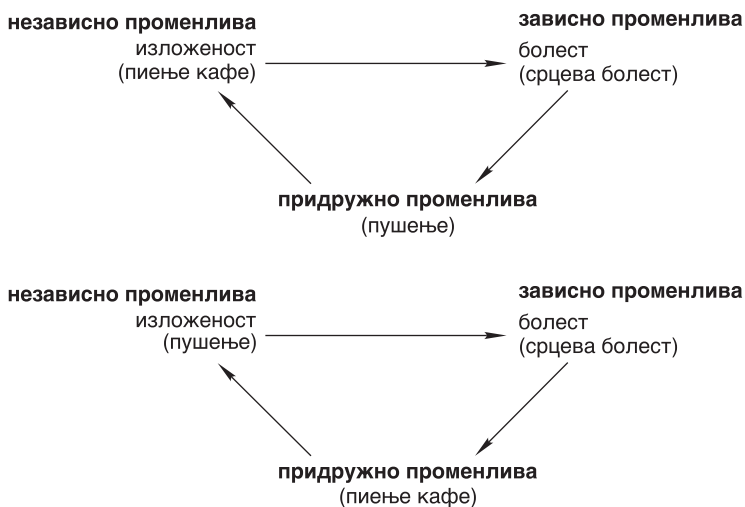 независно променлива
изложеност
(пиење кафе)
зависно променлива
болест
(срцева болест)
придружно променлива
(пушење)
независно променлива
изложеност
(пушење)
зависно променлива
болест
(срцева болест)
придружно променлива
(пиење кафе)